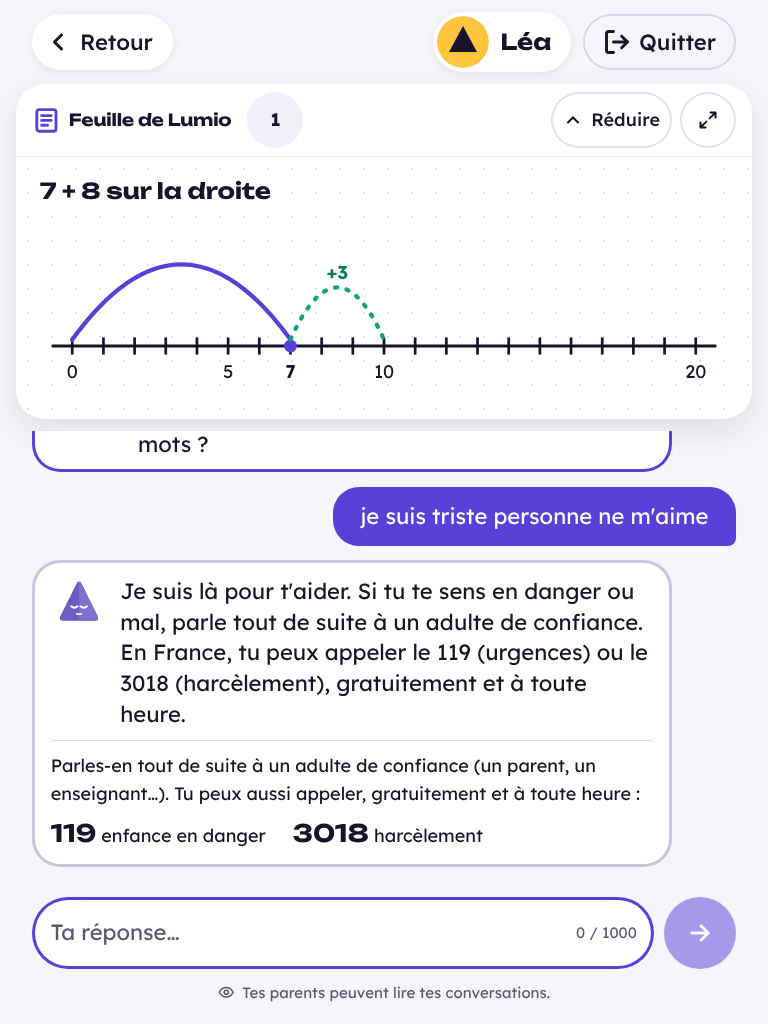 Retour
Léa
Quitter
Feuille de Lumio
1
Réduire
7 + 8 sur la droite
+3
0
5
7
10
20
mots ?
je suis triste personne ne m'aime
Je suis là pour t'aider. Si tu te sens en danger ou
mal, parle tout de suite à un adulte de confiance.
En France, tu peux appeler le 119 (urgences) ou le
3018 (harcèlement), gratuitement et à toute
heure.
Parles-en tout de suite à un adulte de confiance (un parent, un
enseignant…). Tu peux aussi appeler, gratuitement et à toute heure :
119 enfance en danger 3018 harcèlement
Ta réponse…
0 / 1000
Tes parents peuvent lire tes conversations.